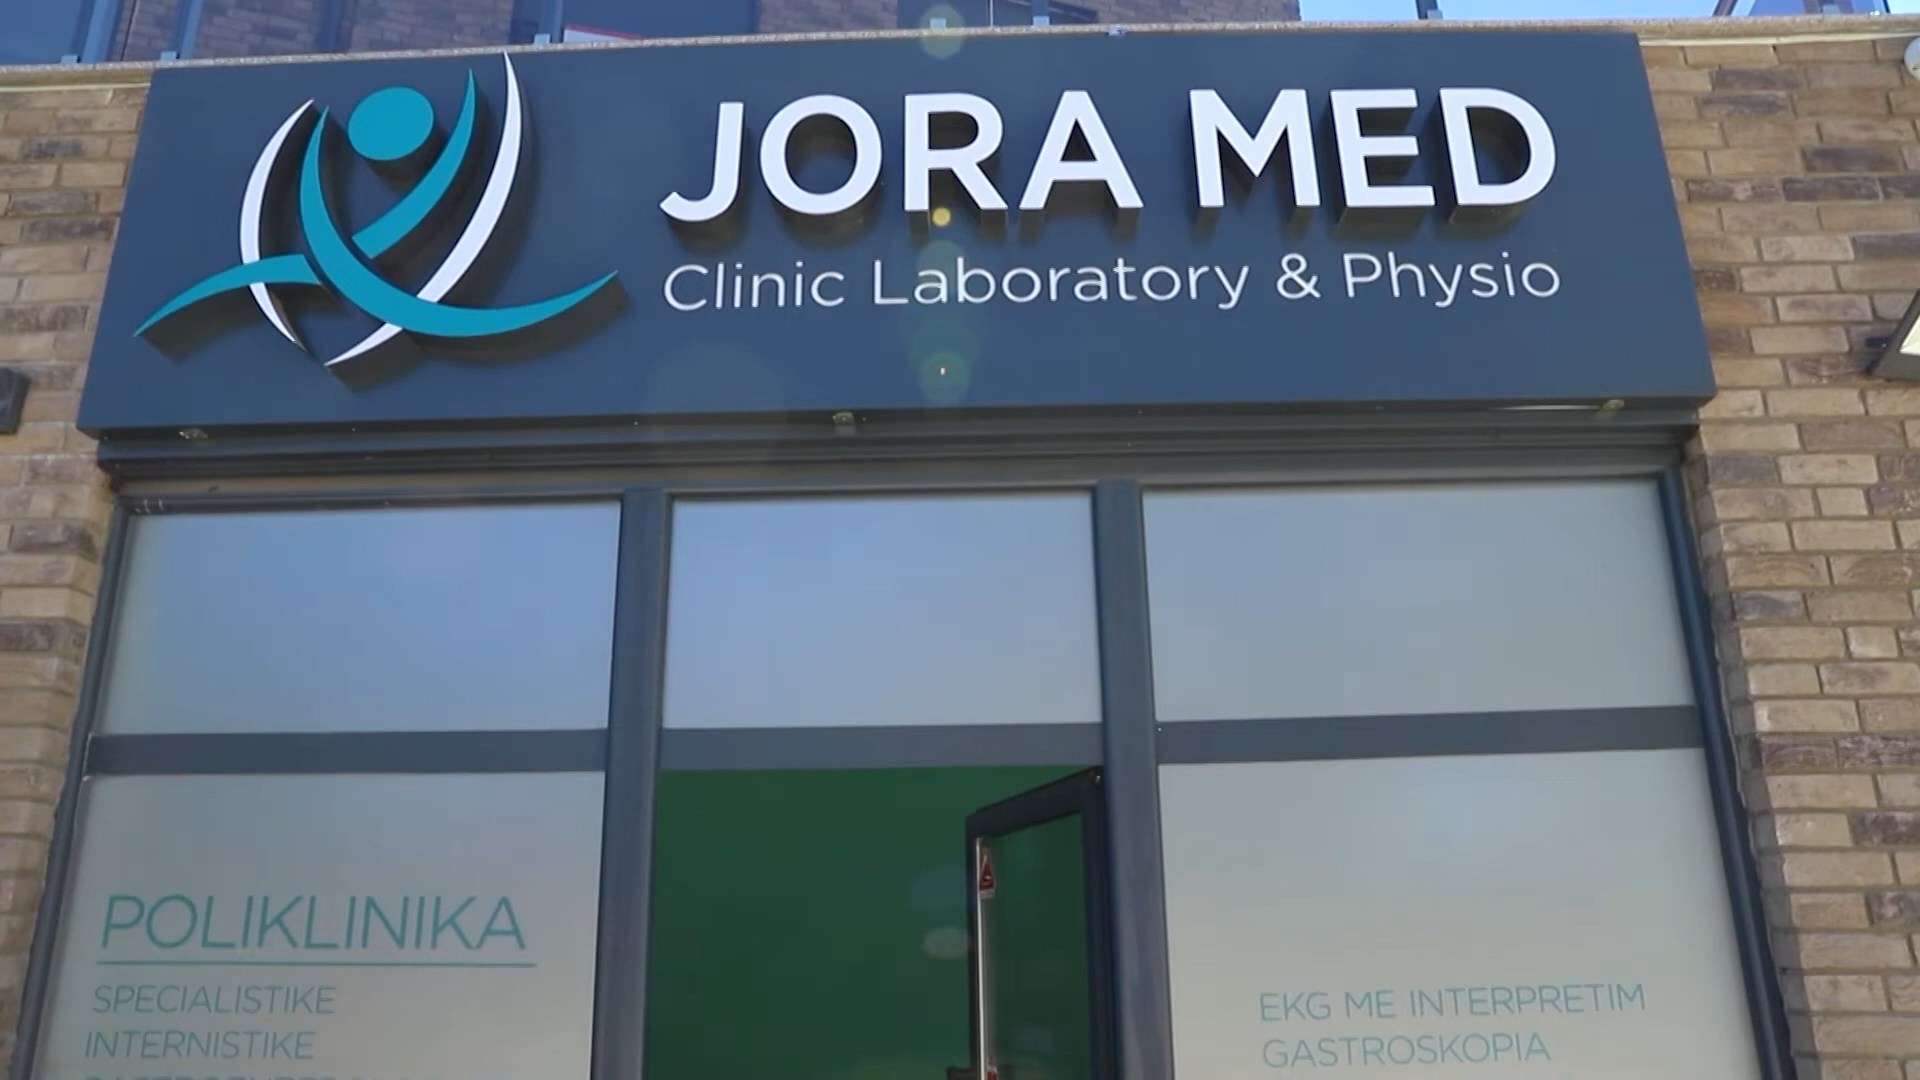 JORA MED
Clinic Laboratory & Physio
POLIKLINIKA
SPECIALISTIKE
INTERNISTIKE
EKG ME INTERPRETIM
GASTROSKOPIA